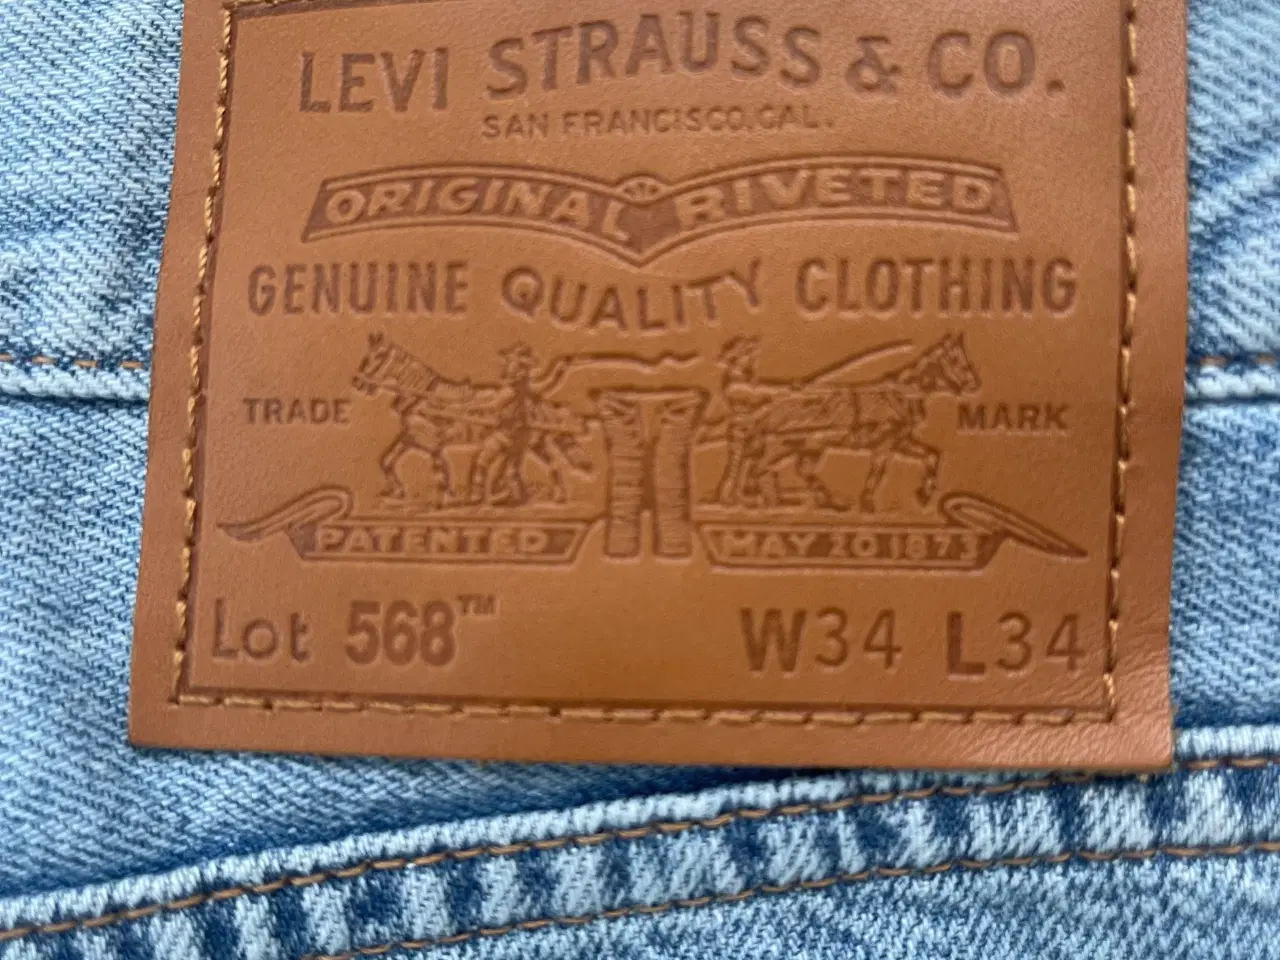 LEVI STRAUSS & CO.
SAN FRANCISCO, CAL.
ORIGINAL RIVETED
GENUINE QUALITY CLOTHING
TRADE MARK
PATENTED MAY 20 1873
Lot 568™ W34 L34